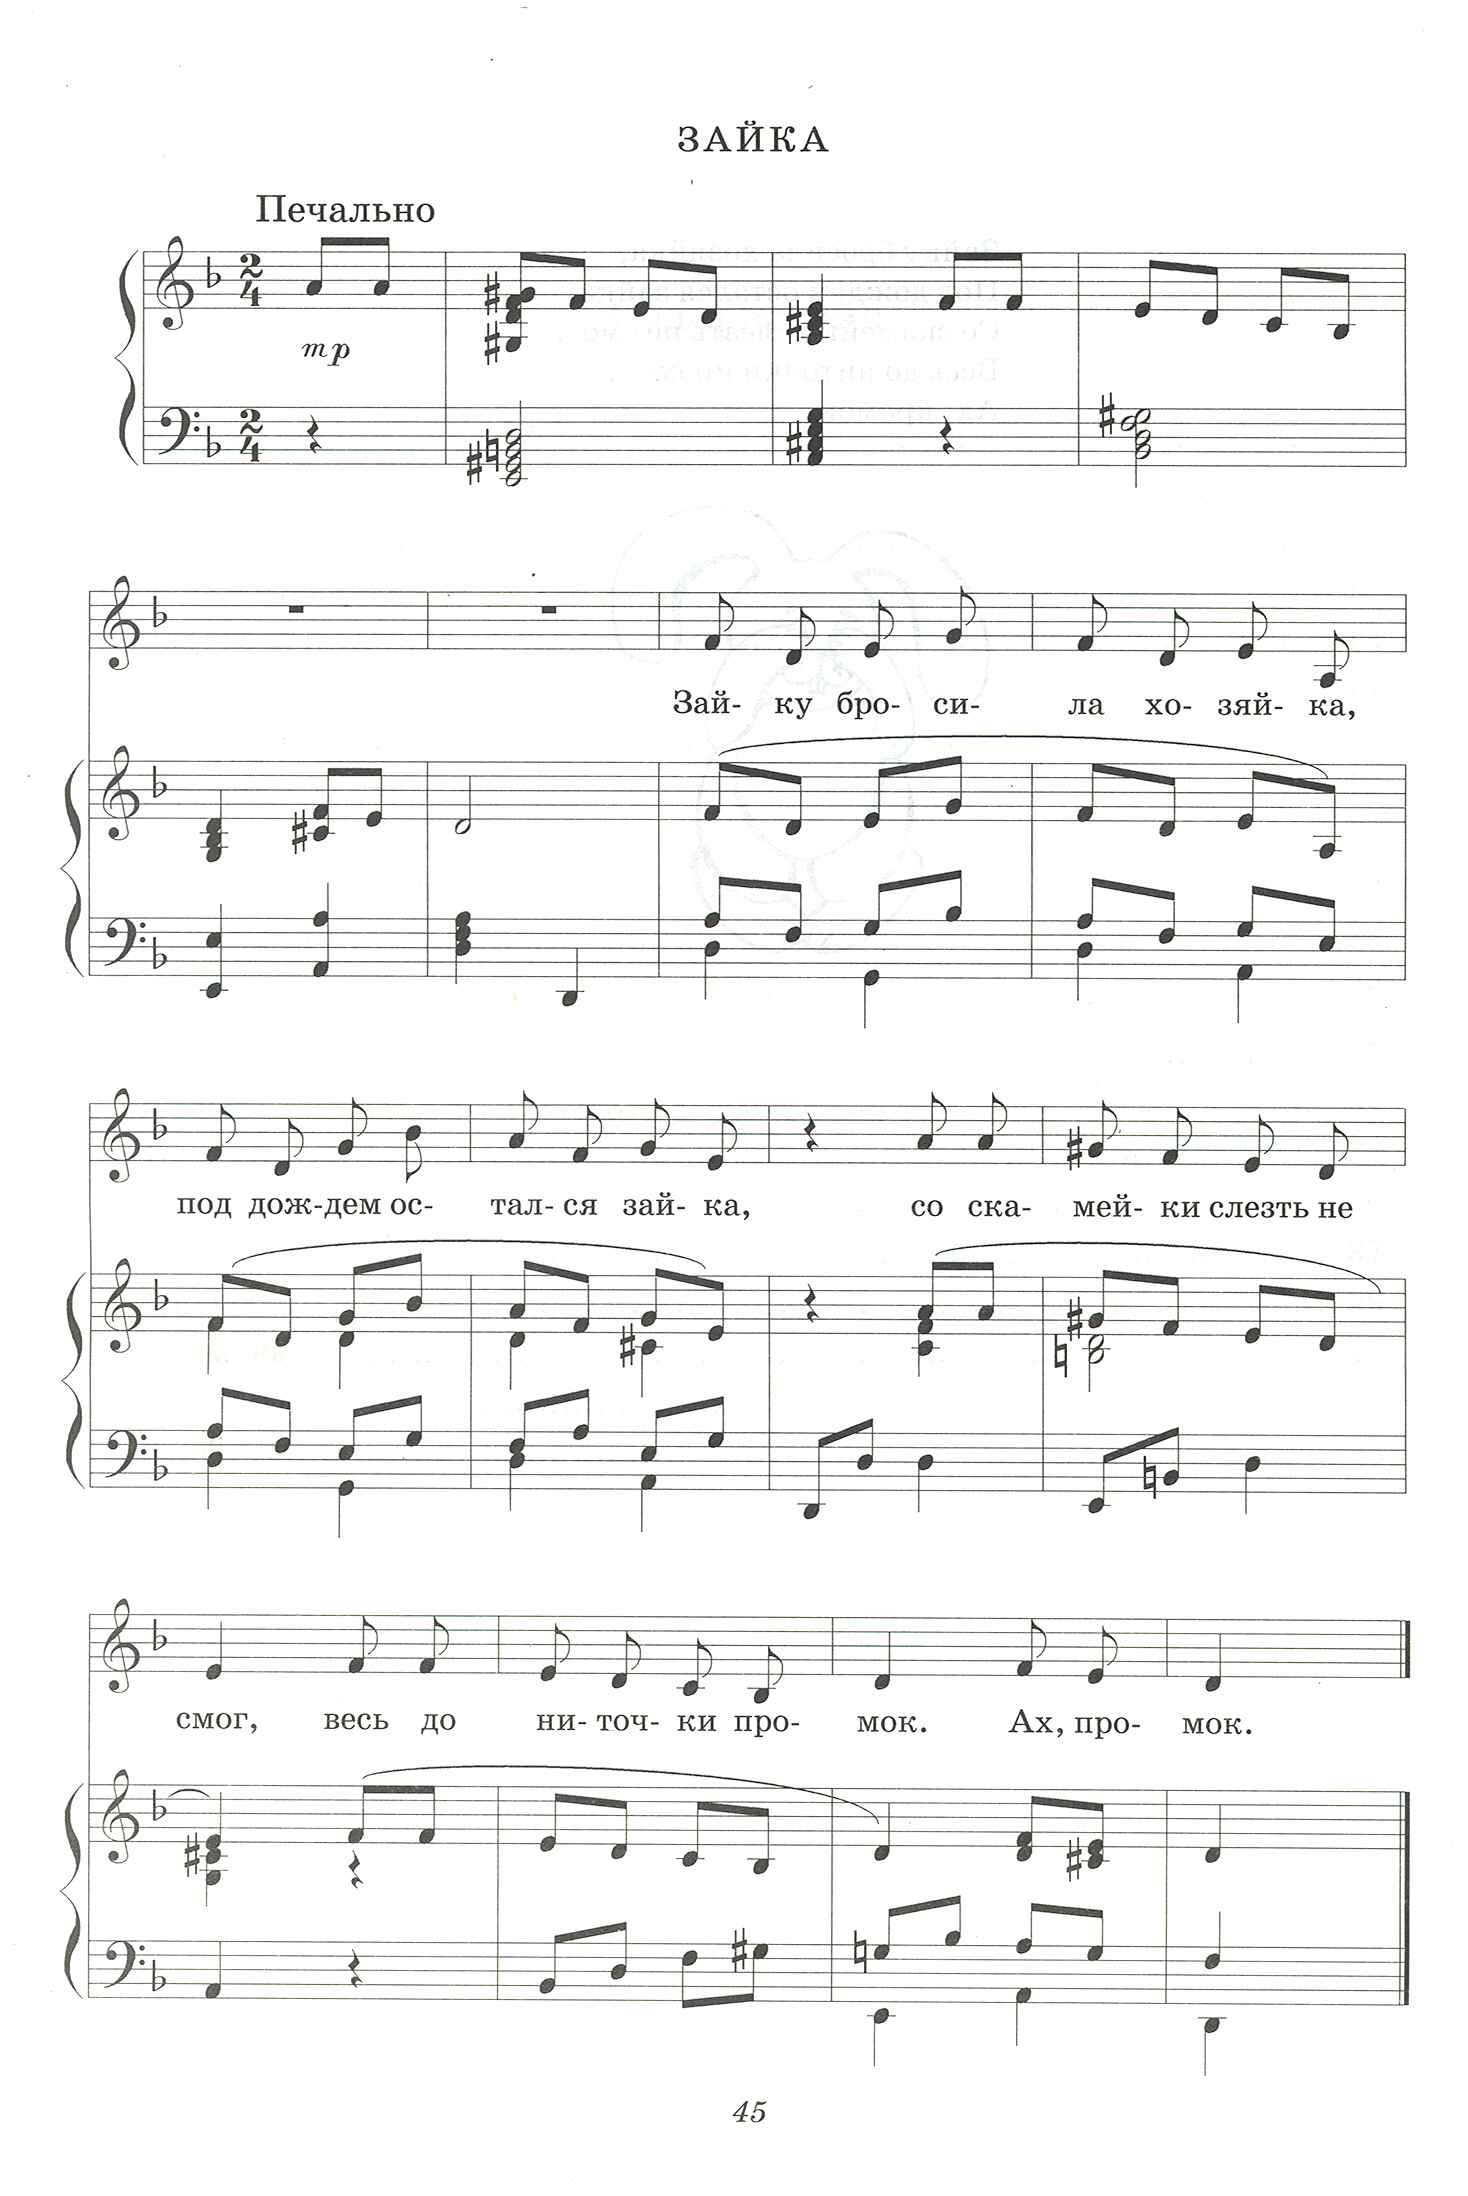 ЗАЙКА
Печально
mp
Зай- ку бро- си- ла хо- зяй- ка,
под дож-дем ос- тал- ся зай- ка, со ска- мей- ки слезть не
смог, весь до ни- точ- ки про- мок. Ах, про- мок.
45